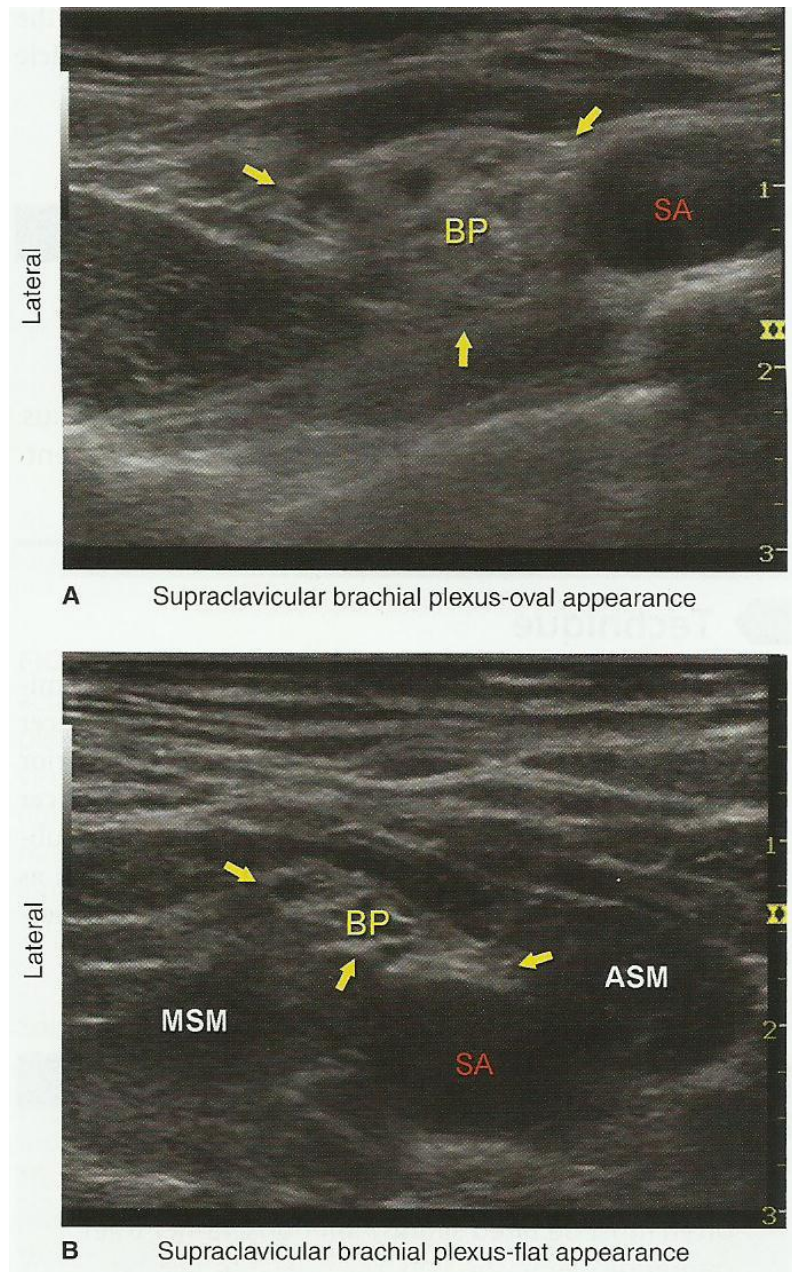 Lateral
BP
SA
1
2
3
A Supraclavicular brachial plexus-oval appearance
Lateral
BP
MSM
ASM
SA
1
2
3
B Supraclavicular brachial plexus-flat appearance